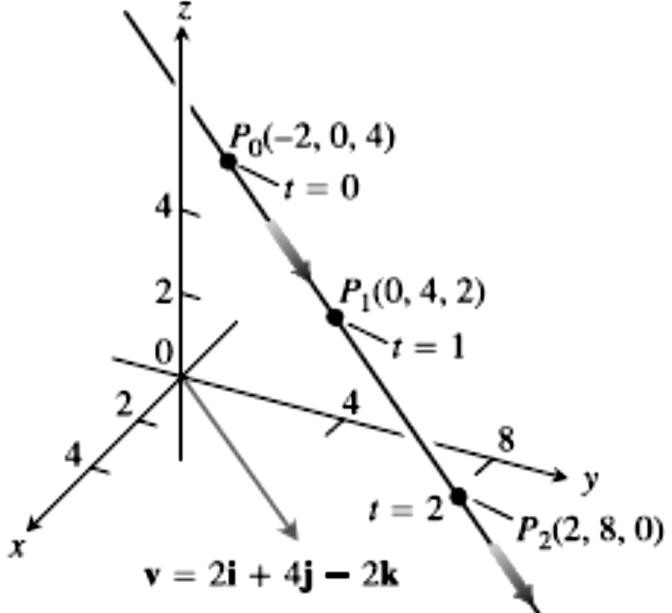 z
P₀(–2, 0, 4)
t = 0
4
2
P₁(0, 4, 2)
t = 1
0
2
4
4
8
y
t = 2
P₂(2, 8, 0)
x
v = 2i + 4j − 2k